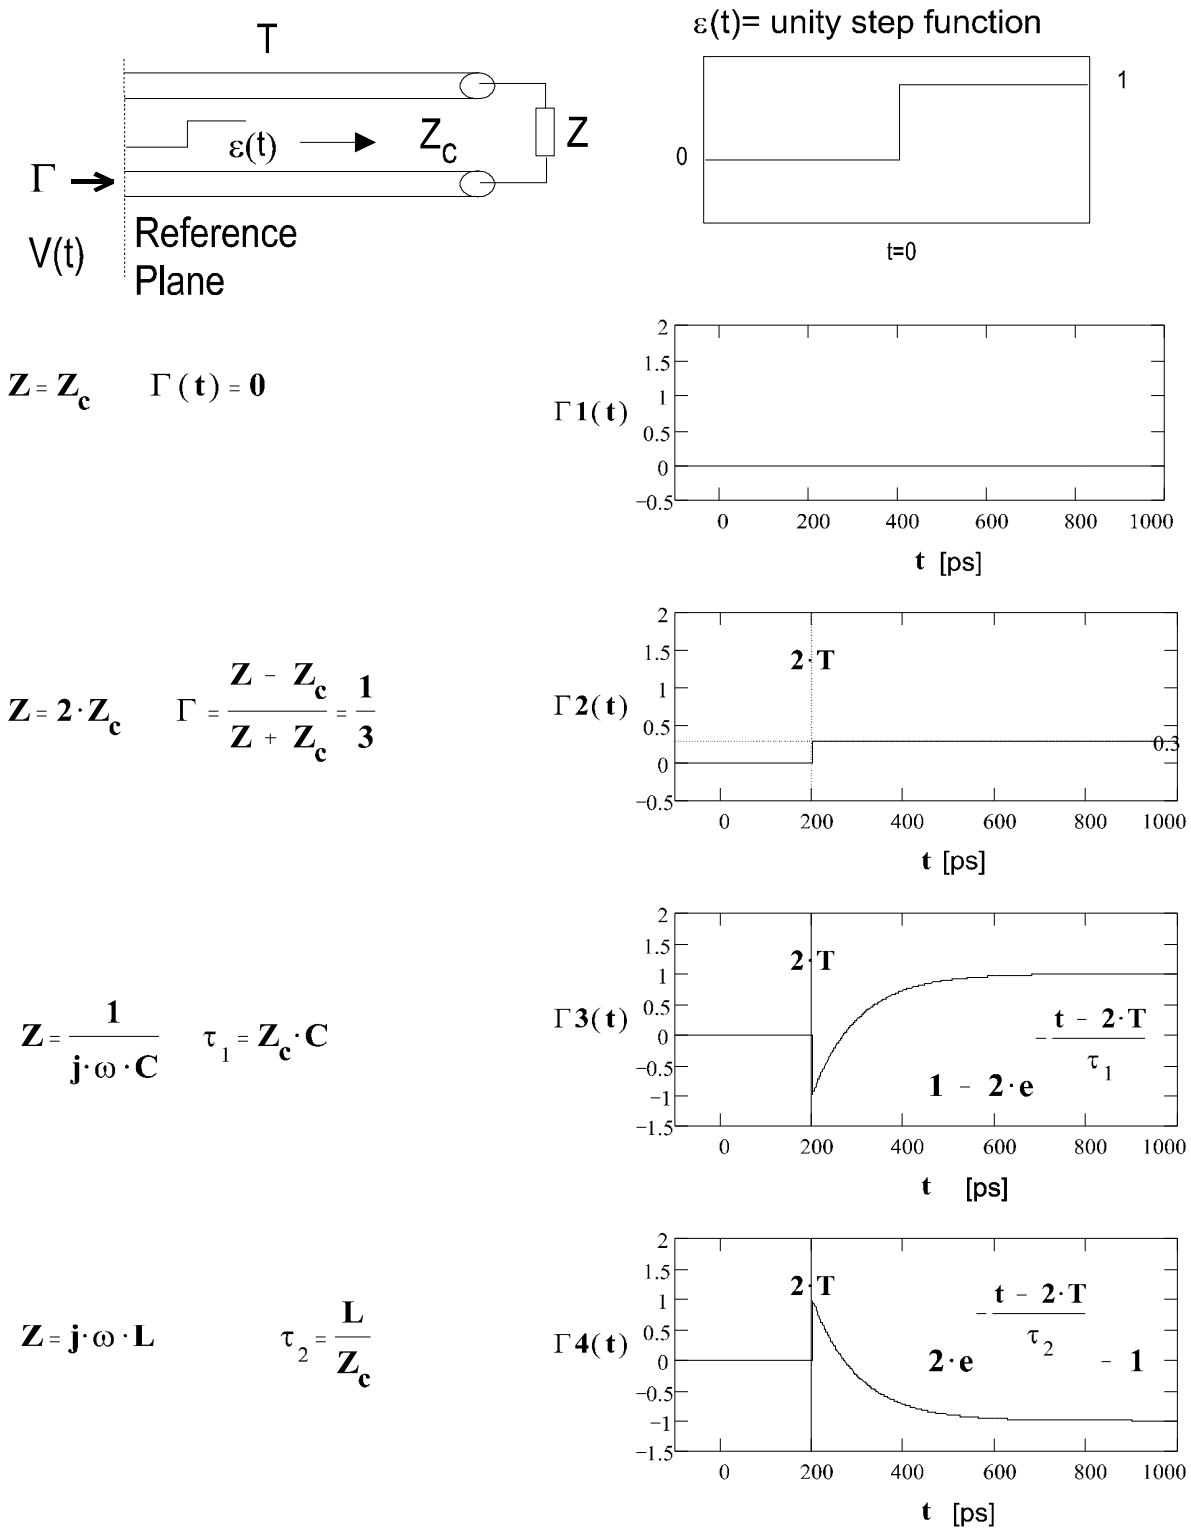 T
ε(t)= unity step function
1
0
t=0
ε(t)
Z_C
Z
Γ
V(t)
Reference
Plane
Z = Z_c    Γ(t) = 0
Γ1(t)
2
1.5
1
0.5
0
−0.5
0 200 400 600 800 1000
t [ps]
Z = 2·Z_c    Γ = (Z − Z_c)/(Z + Z_c) = 1/3
Γ2(t)
2
1.5
1
0.5
0
−0.5
2·T
0.3
0 200 400 600 800 1000
t [ps]
Z = 1/(j·ω·C)    τ_1 = Z_c·C
Γ3(t)
2
1.5
1
0.5
0
−0.5
−1
−1.5
2·T
1 − 2·e^(−(t − 2·T)/τ_1)
0 200 400 600 800 1000
t [ps]
Z = j·ω·L    τ_2 = L/Z_c
Γ4(t)
2
1.5
1
0.5
0
−0.5
−1
−1.5
2·T
2·e^(−(t − 2·T)/τ_2) − 1
0 200 400 600 800 1000
t [ps]